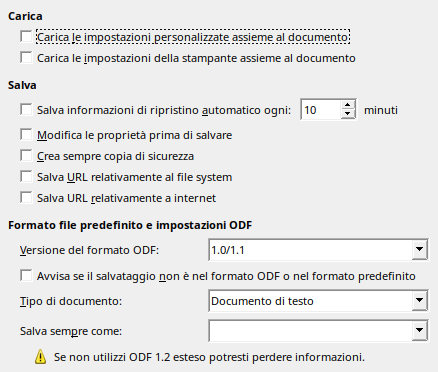 Carica
Carica le impostazioni personalizzate assieme al documento
Carica le impostazioni della stampante assieme al documento
Salva
Salva informazioni di ripristino automatico ogni: 10 minuti
Modifica le proprietà prima di salvare
Crea sempre copia di sicurezza
Salva URL relativamente al file system
Salva URL relativamente a internet
Formato file predefinito e impostazioni ODF
Versione del formato ODF: 1.0/1.1
Avvisa se il salvataggio non è nel formato ODF o nel formato predefinito
Tipo di documento: Documento di testo
Salva sempre come:
Se non utilizzi ODF 1.2 esteso potresti perdere informazioni.